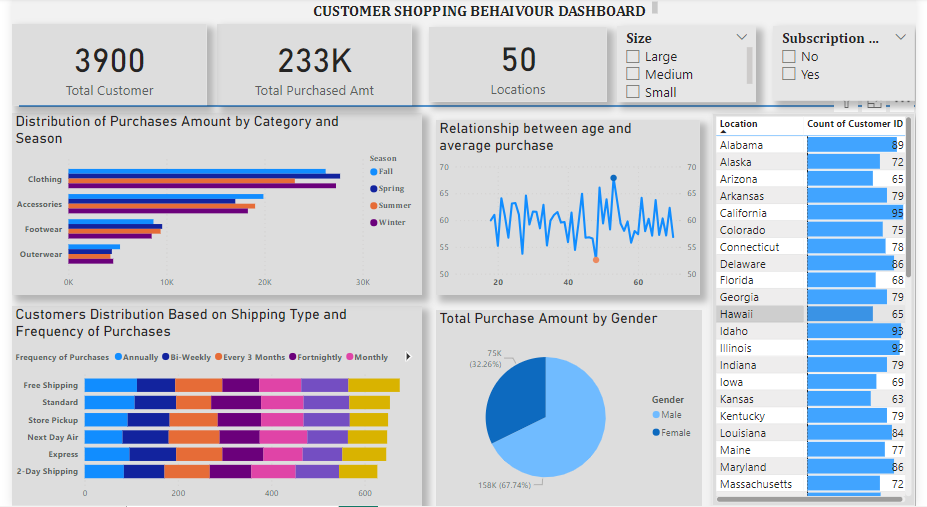 CUSTOMER SHOPPING BEHAIVOUR DASHBOARD
3900
Total Customer
233K
Total Purchased Amt
50
Locations
Size
Large
Medium
Small
Subscription ...
No
Yes
Distribution of Purchases Amount by Category and
Season
Clothing
Accessories
Footwear
Outerwear
0K
10K
20K
30K
Season
Fall
Spring
Summer
Winter
Relationship between age and
average purchase
70
65
60
55
50
70
65
60
55
50
20
40
60
Location
Count of Customer ID
Alabama 89
Alaska 72
Arizona 65
Arkansas 79
California 95
Colorado 75
Connecticut 78
Delaware 86
Florida 68
Georgia 79
Hawaii 65
Idaho 93
Illinois 92
Indiana 79
Iowa 69
Kansas 63
Kentucky 79
Louisiana 84
Maine 77
Maryland 86
Massachusetts 72
Customers Distribution Based on Shipping Type and
Frequency of Purchases
Frequency of Purchases Annually Bi-Weekly Every 3 Months Fortnightly Monthly
Free Shipping
Standard
Store Pickup
Next Day Air
Express
2-Day Shipping
0
200
400
600
Total Purchase Amount by Gender
75K
(32.26%)
158K (67.74%)
Gender
Male
Female